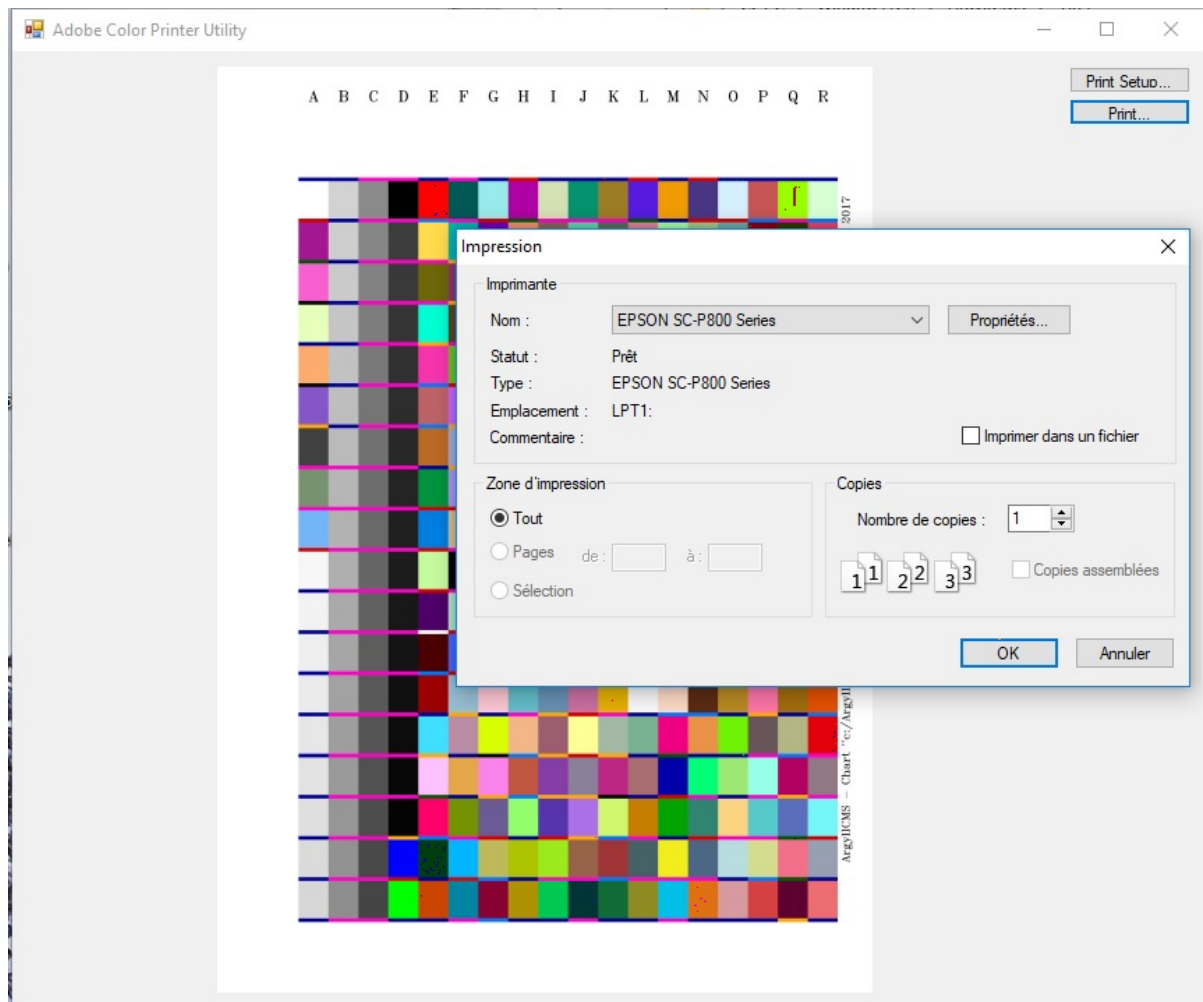 Adobe Color Printer Utility
Print Setup...
Print...
A B C D E F G H I J K L M N O P Q R
2017
Impression
Imprimante
Nom :
EPSON SC-P800 Series
Propriétés...
Statut :
Prêt
Type :
EPSON SC-P800 Series
Emplacement :
LPT1:
Commentaire :
Imprimer dans un fichier
Zone d'impression
Tout
Pages
de :
à :
Sélection
Copies
Nombre de copies :
1
1 1 2 2 3 3
Copies assemblées
OK
Annuler
ArgyllCMS – Chart "c:/Argyll